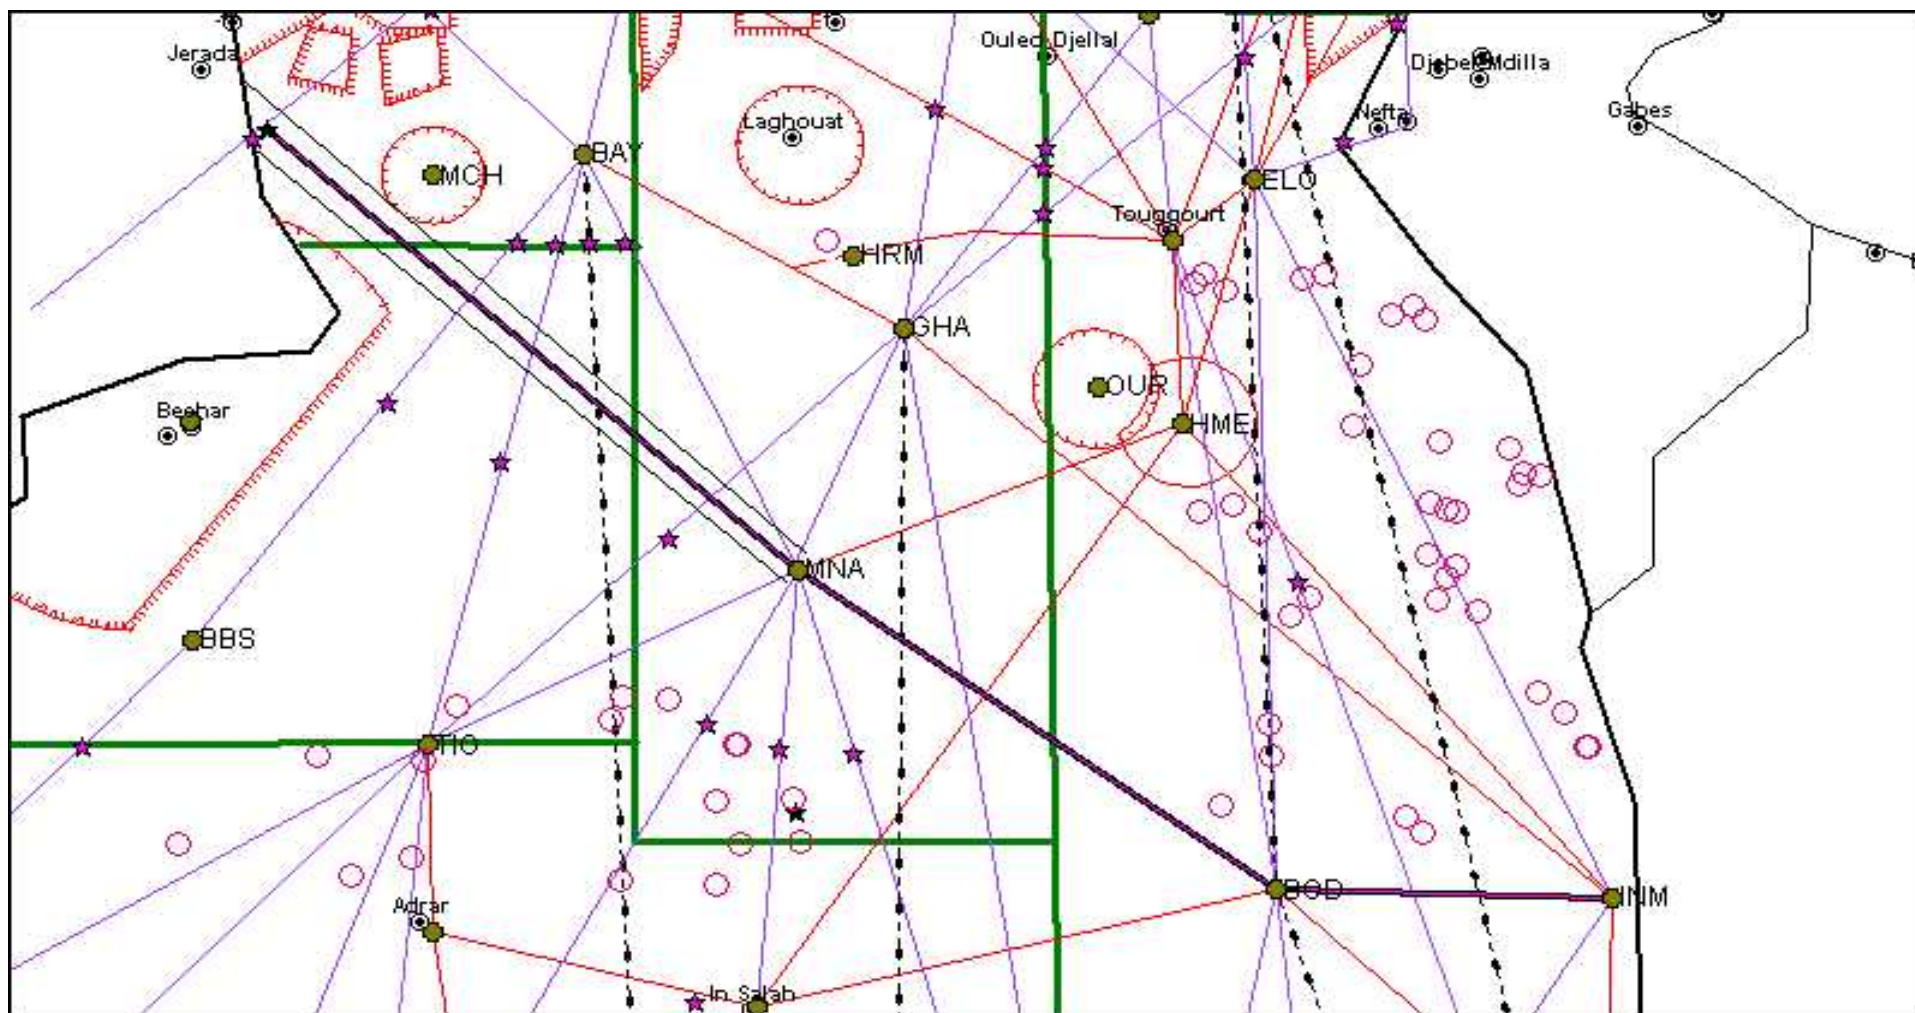 Jerada
Ouled Djellal
Djebel Mdilla
Nefta
Gabes
Laghouat
BAY
MCH
ELO
Touggourt
HRM
GHA
OUR
HME
Bechar
MNA
BBS
TIO
BOD
INM
Adrar
In Salah